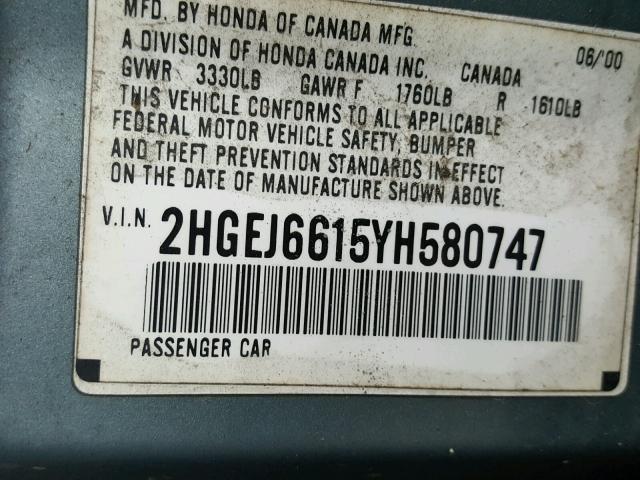 MFD. BY HONDA OF CANADA MFG.
A DIVISION OF HONDA CANADA INC. CANADA 06/'00
GVWR 3330LB GAWR F 1760LB R 1610LB
THIS VEHICLE CONFORMS TO ALL APPLICABLE
FEDERAL MOTOR VEHICLE SAFETY, BUMPER
AND THEFT PREVENTION STANDARDS IN EFFECT
ON THE DATE OF MANUFACTURE SHOWN ABOVE.
V.I.N. 2HGEJ6615YH580747
PASSENGER CAR